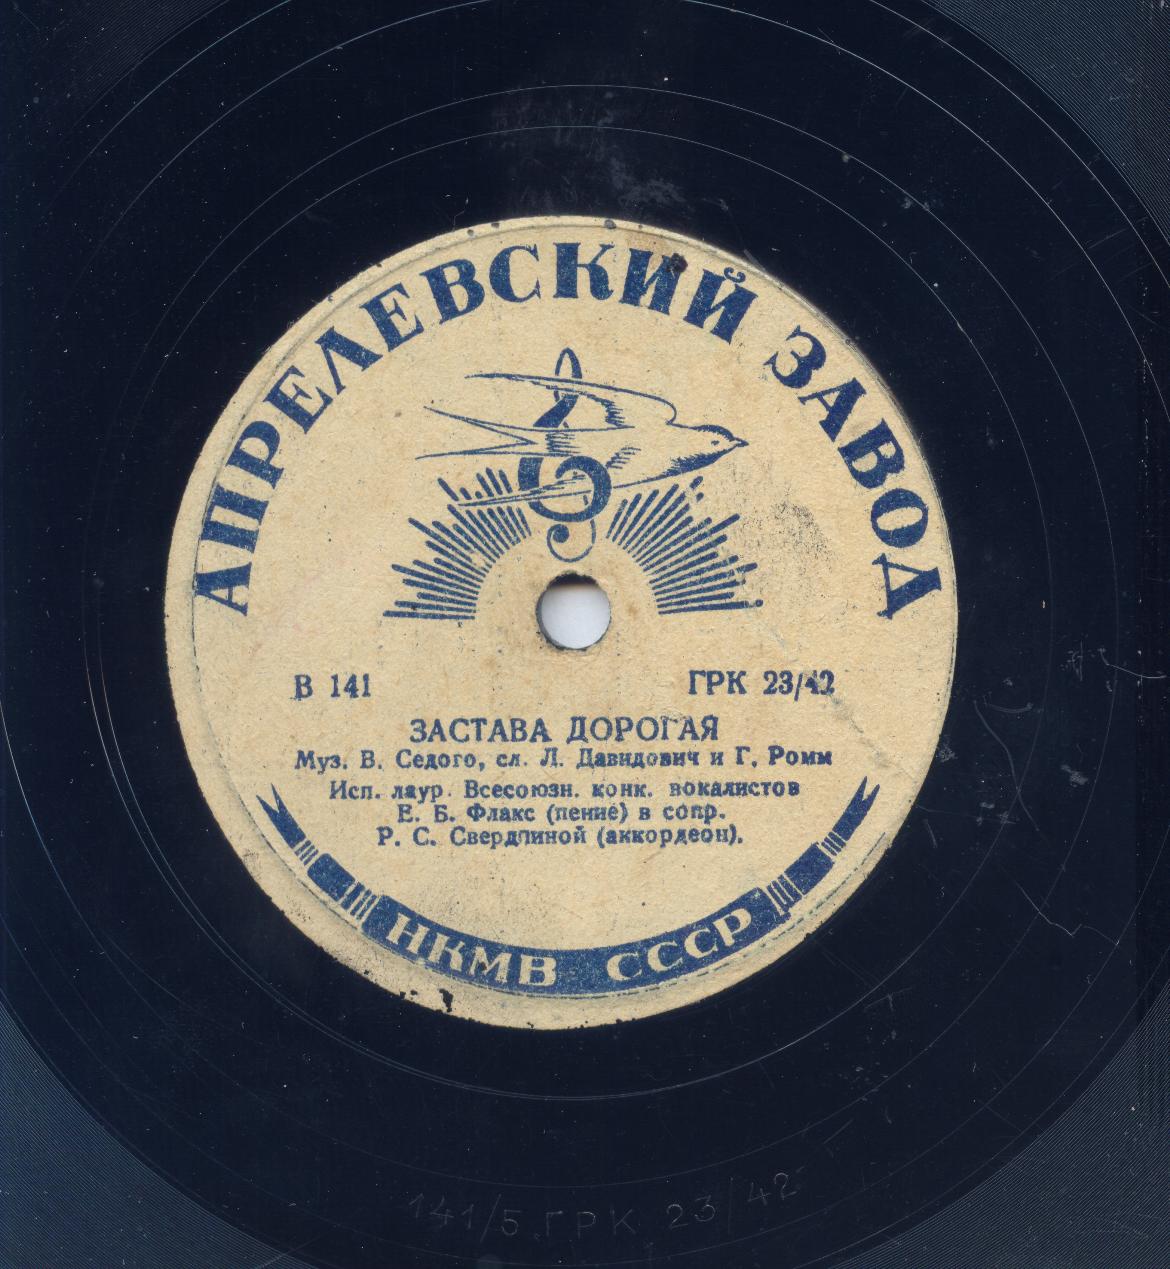 АПРЕЛЕВСКИЙ ЗАВОД
В 141 ГРК 23/42
ЗАСТАВА ДОРОГАЯ
Муз. В. Седого, сл. Л. Давидович и Г. Ромм
Исп. лаур. Всесоюзн. конк. вокалистов
Е. Б. Флакс (пение) в сопр.
Р. С. Свердлиной (аккордеон).
НКМВ СССР
141/5 ГРК 23/42